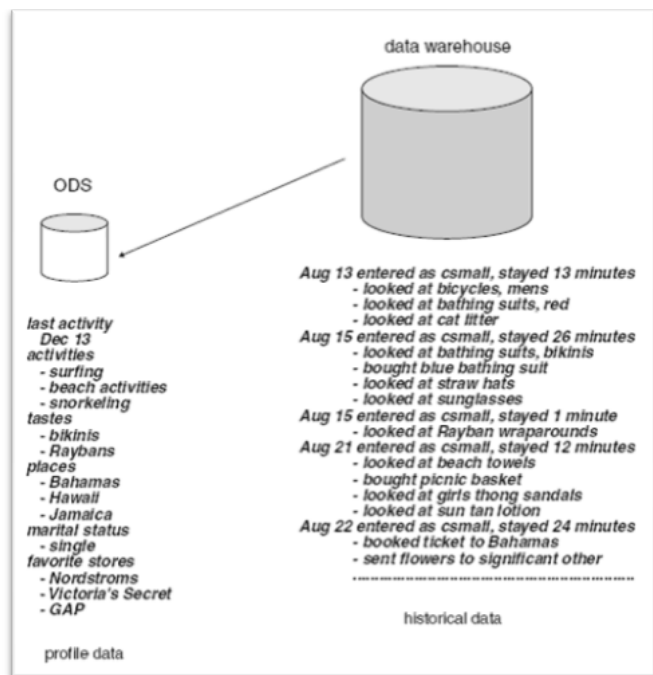 data warehouse
ODS
last activity
Dec 13
activities
- surfing
- beach activities
- snorkeling
tastes
- bikinis
- Raybans
places
- Bahamas
- Hawaii
- Jamaica
marital status
- single
favorite stores
- Nordstroms
- Victoria's Secret
- GAP
profile data
Aug 13 entered as csmall, stayed 13 minutes
- looked at bicycles, mens
- looked at bathing suits, red
- looked at cat litter
Aug 15 entered as csmall, stayed 26 minutes
- looked at bathing suits, bikinis
- bought blue bathing suit
- looked at straw hats
- looked at sunglasses
Aug 15 entered as csmall, stayed 1 minute
- looked at Rayban wraparounds
Aug 21 entered as csmall, stayed 12 minutes
- looked at beach towels
- bought picnic basket
- looked at girls thong sandals
- looked at sun tan lotion
Aug 22 entered as csmall, stayed 24 minutes
- booked ticket to Bahamas
- sent flowers to significant other
historical data